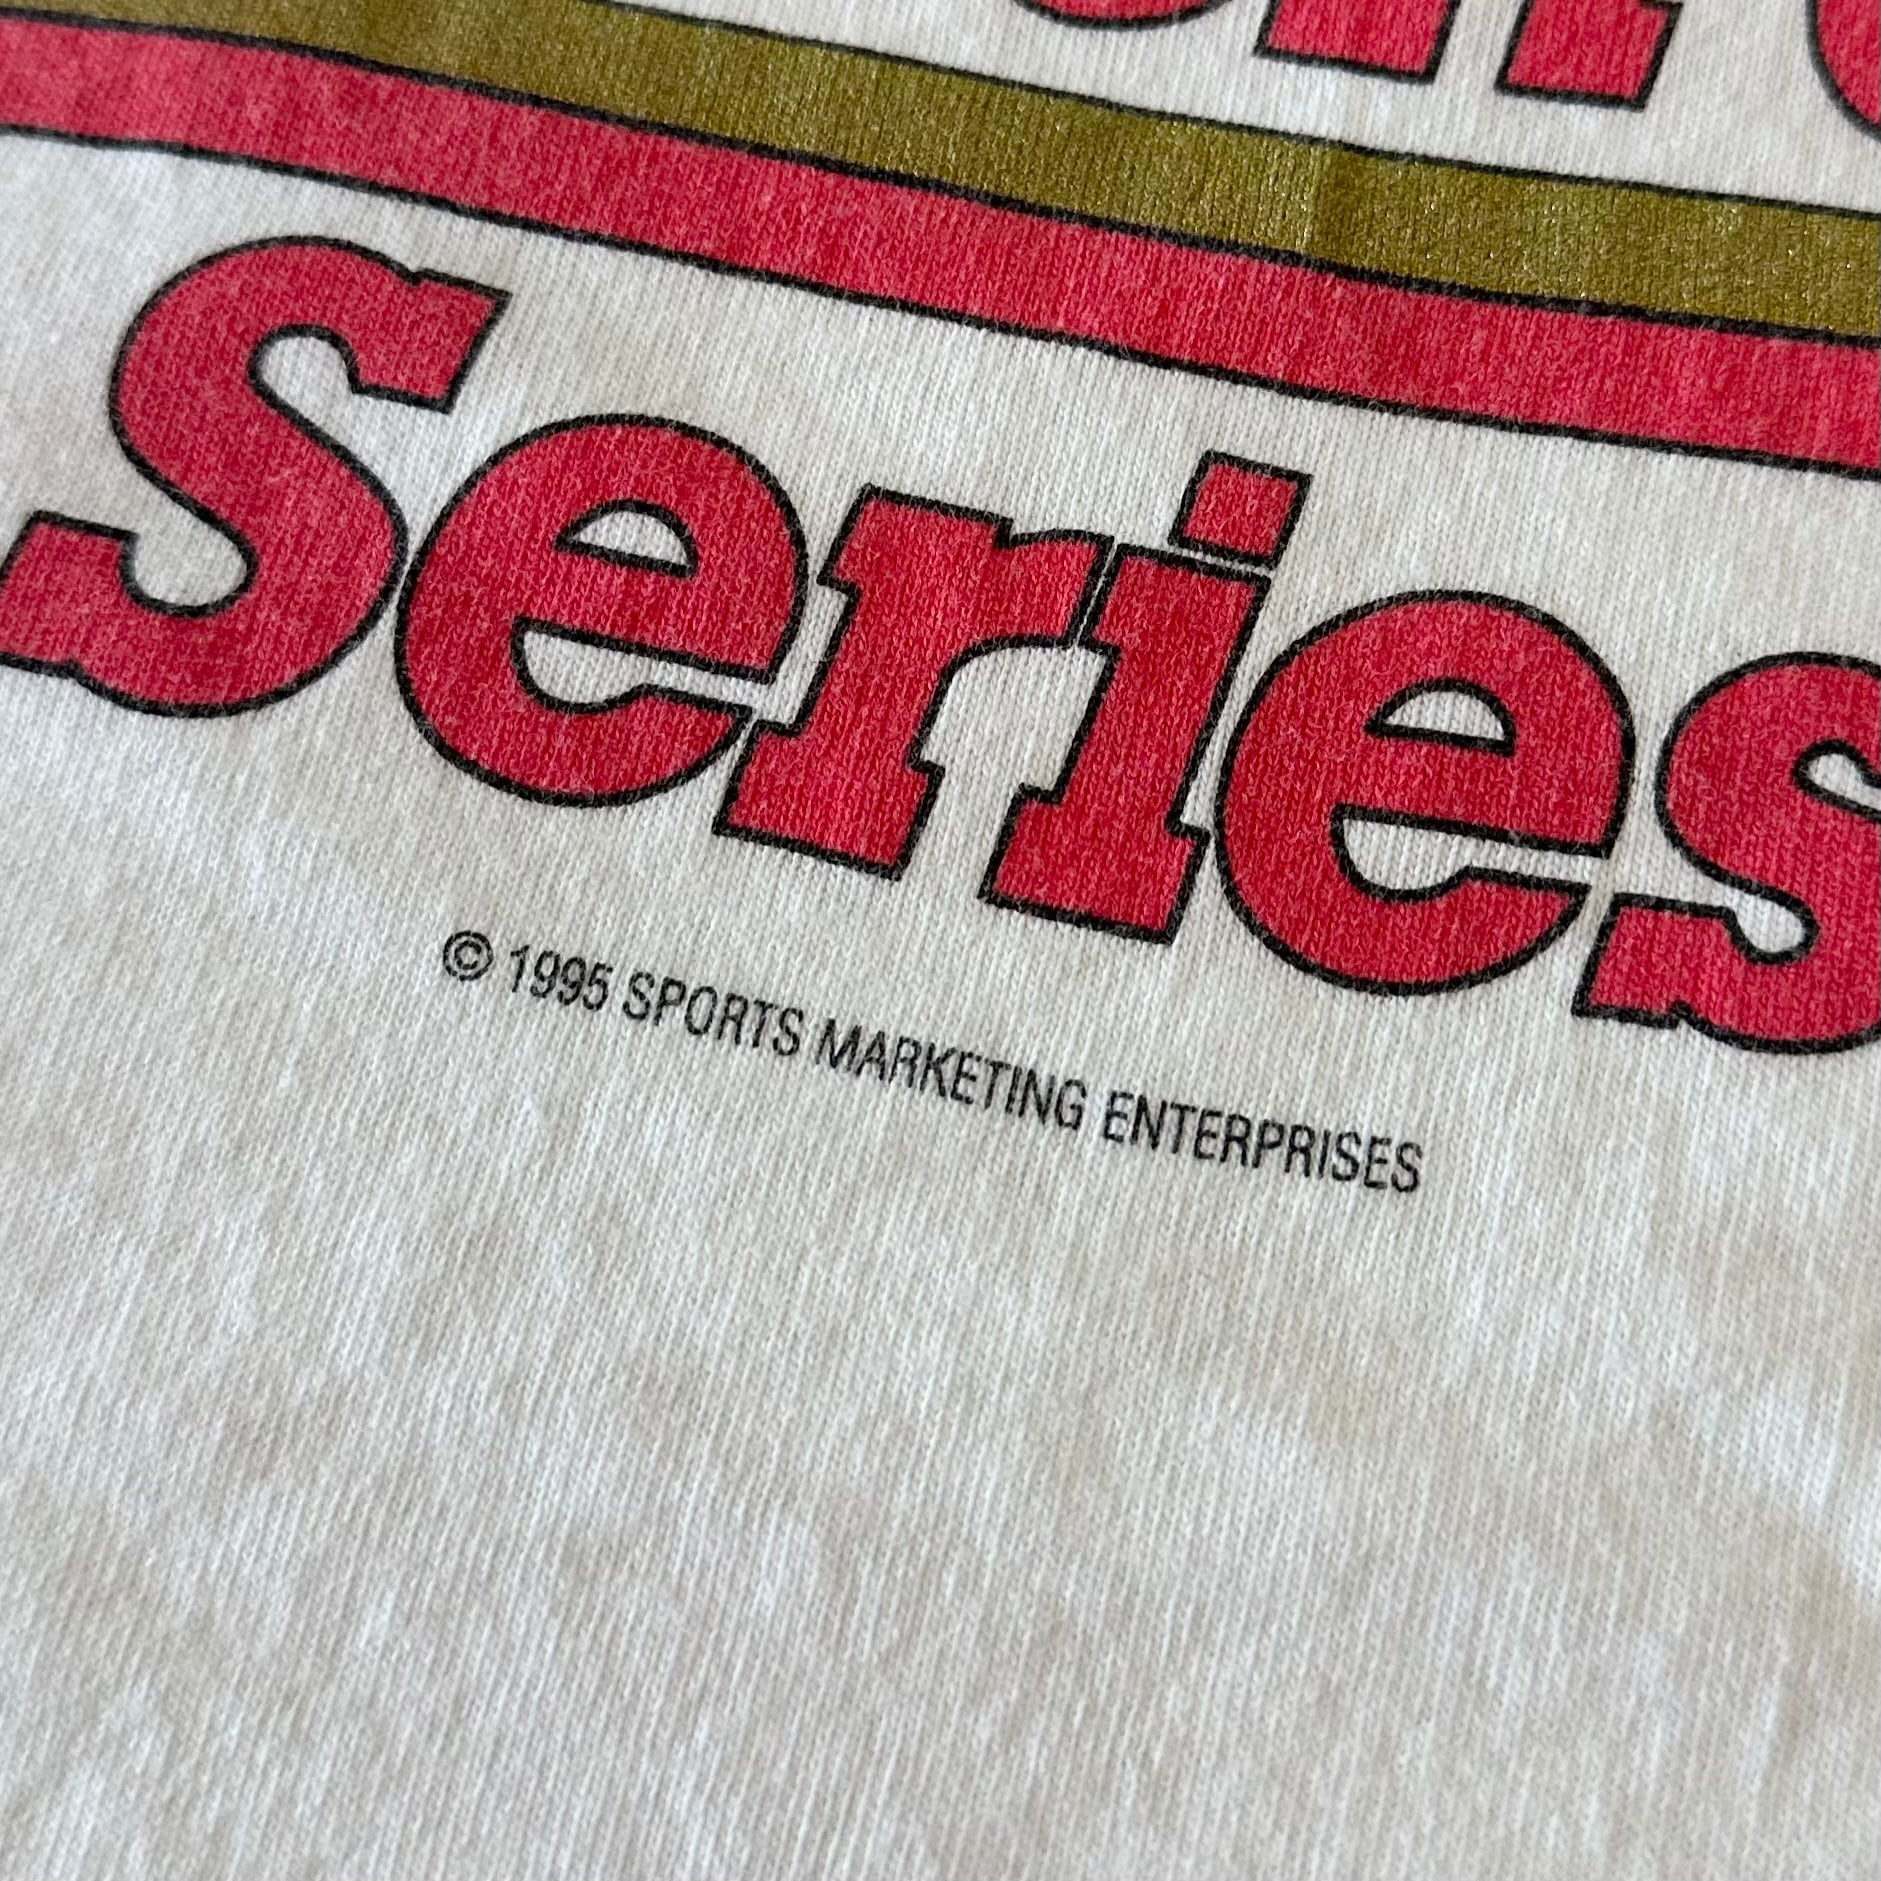 Series
© 1995 SPORTS MARKETING ENTERPRISES